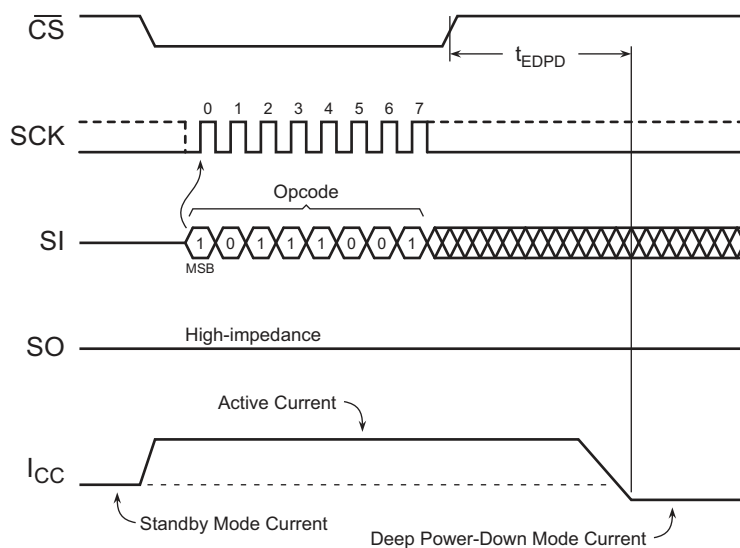 CS
tEDPD
0 1 2 3 4 5 6 7
SCK
Opcode
SI
1 0 1 1 1 0 0 1
MSB
High-impedance
SO
Active Current
ICC
Standby Mode Current
Deep Power-Down Mode Current